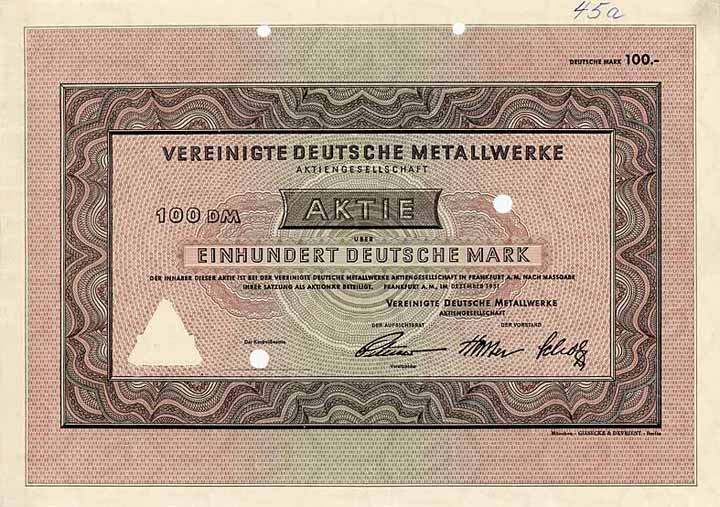 45a
DEUTSCHE MARK 100,-
VEREINIGTE DEUTSCHE METALLWERKE
AKTIENGESELLSCHAFT
100 DM
AKTIE
ÜBER
EINHUNDERT DEUTSCHE MARK
DER INHABER DIESER AKTIE IST BEI DER VEREINIGTE DEUTSCHE METALLWERKE AKTIENGESELLSCHAFT IN FRANKFURT A.M. NACH MASSGABE
IHRER SATZUNG ALS AKTIONÄR BETEILIGT. FRANKFURT A.M., IM DEZEMBER 1951
VEREINIGTE DEUTSCHE METALLWERKE
AKTIENGESELLSCHAFT
DER AUFSICHTSRAT DER VORSTAND
Der Kontrollbeamte
Vorsitzender
München - GIESECKE & DEVRIENT - Berlin